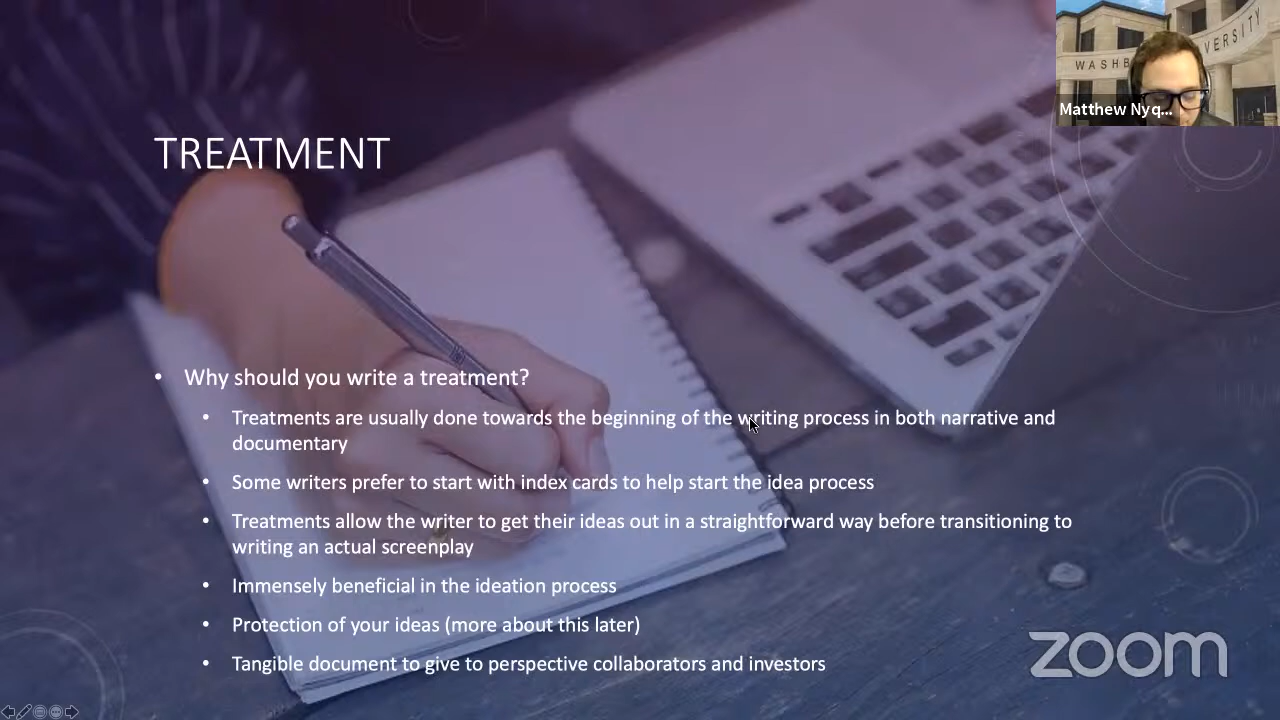 WASHB
VERSITY
Matthew Nyq...
TREATMENT
• Why should you write a treatment?
• Treatments are usually done towards the beginning of the writing process in both narrative and
documentary
• Some writers prefer to start with index cards to help start the idea process
• Treatments allow the writer to get their ideas out in a straightforward way before transitioning to
writing an actual screenplay
• Immensely beneficial in the ideation process
• Protection of your ideas (more about this later)
• Tangible document to give to perspective collaborators and investors
zoom